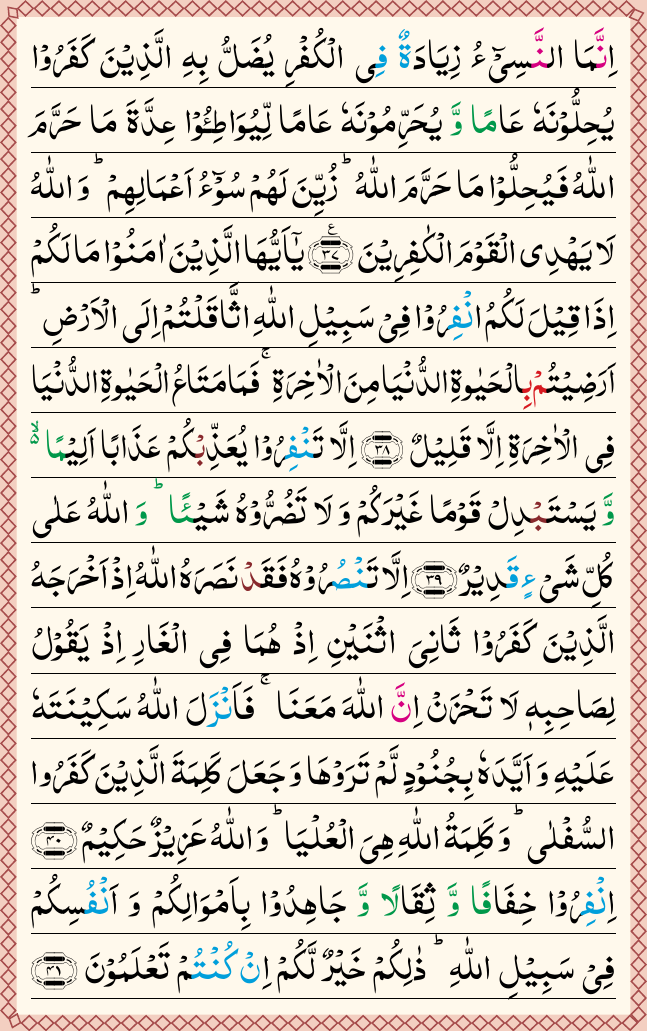 اِنَّمَا النَّسِیْٓءُ زِیَادَةٌ فِی الْكُفْرِ یُضَلُّ بِهِ الَّذِیْنَ كَفَرُوْا
یُحِلُّوْنَهٗ عَامًا وَّ یُحَرِّمُوْنَهٗ عَامًا لِّیُوَاطِـُٔوْا عِدَّةَ مَا حَرَّمَ
اللّٰهُ فَیُحِلُّوْا مَا حَرَّمَ اللّٰهُ ؕ زُیِّنَ لَهُمْ سُوْٓءُ اَعْمَالِهِمْ ؕ وَ اللّٰهُ
لَا یَهْدِی الْقَوْمَ الْكٰفِرِیْنَ ۠﴿۳۷﴾ یٰۤاَیُّهَا الَّذِیْنَ اٰمَنُوْا مَا لَكُمْ
اِذَا قِیْلَ لَكُمُ انْفِرُوْا فِیْ سَبِیْلِ اللّٰهِ اثَّاقَلْتُمْ اِلَی الْاَرْضِ ؕ
اَرَضِیْتُمْ بِالْحَیٰوةِ الدُّنْیَا مِنَ الْاٰخِرَةِ ۚ فَمَا مَتَاعُ الْحَیٰوةِ الدُّنْیَا
فِی الْاٰخِرَةِ اِلَّا قَلِیْلٌ ﴿۳۸﴾ اِلَّا تَنْفِرُوْا یُعَذِّبْكُمْ عَذَابًا اَلِیْمًا ۙ۬
وَّ یَسْتَبْدِلْ قَوْمًا غَیْرَكُمْ وَ لَا تَضُرُّوْهُ شَیْـًٔا ؕ وَ اللّٰهُ عَلٰی
كُلِّ شَیْءٍ قَدِیْرٌ ﴿۳۹﴾ اِلَّا تَنْصُرُوْهُ فَقَدْ نَصَرَهُ اللّٰهُ اِذْ اَخْرَجَهُ
الَّذِیْنَ كَفَرُوْا ثَانِیَ اثْنَیْنِ اِذْ هُمَا فِی الْغَارِ اِذْ یَقُوْلُ
لِصَاحِبِهٖ لَا تَحْزَنْ اِنَّ اللّٰهَ مَعَنَا ۚ فَاَنْزَلَ اللّٰهُ سَكِیْنَتَهٗ
عَلَیْهِ وَ اَیَّدَهٗ بِجُنُوْدٍ لَّمْ تَرَوْهَا وَ جَعَلَ كَلِمَةَ الَّذِیْنَ كَفَرُوا
السُّفْلٰی ؕ وَ كَلِمَةُ اللّٰهِ هِیَ الْعُلْیَا ؕ وَ اللّٰهُ عَزِیْزٌ حَكِیْمٌ ﴿۴۰﴾
اِنْفِرُوْا خِفَافًا وَّ ثِقَالًا وَّ جَاهِدُوْا بِاَمْوَالِكُمْ وَ اَنْفُسِكُمْ
فِیْ سَبِیْلِ اللّٰهِ ؕ ذٰلِكُمْ خَیْرٌ لَّكُمْ اِنْ كُنْتُمْ تَعْلَمُوْنَ ﴿۴۱﴾